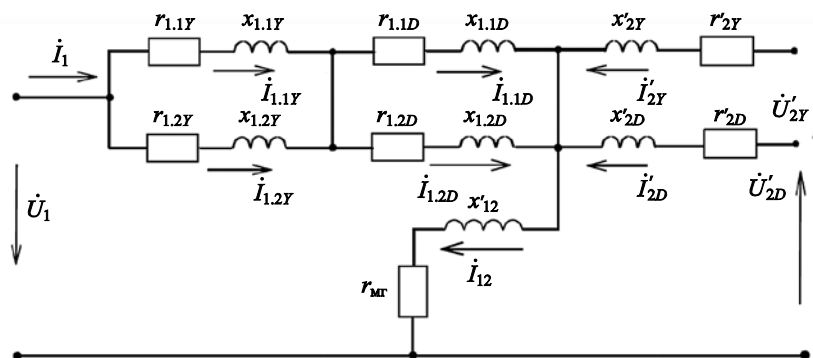 r1.1Y x1.1Y r1.1D x1.1D x′2Y r′2Y
İ1 İ1.1Y İ1.1D İ′2Y
r1.2Y x1.2Y r1.2D x1.2D x′2D r′2D U̇′2Y
İ1.2Y İ1.2D İ′2D U̇′2D
U̇1 x′12
İ12
rмг